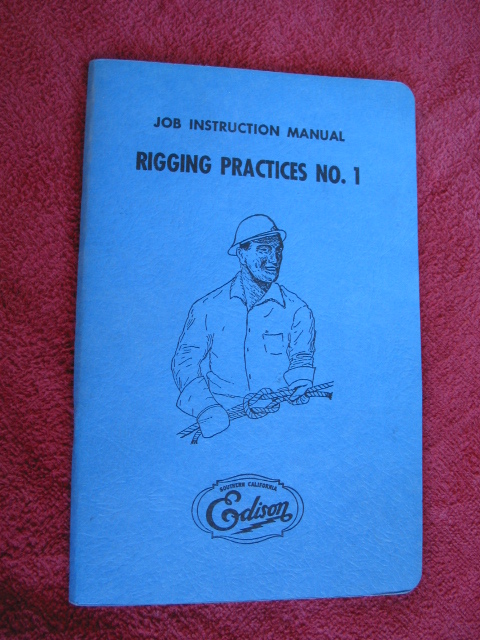 JOB INSTRUCTION MANUAL
RIGGING PRACTICES NO. 1
SOUTHERN CALIFORNIA
Edison